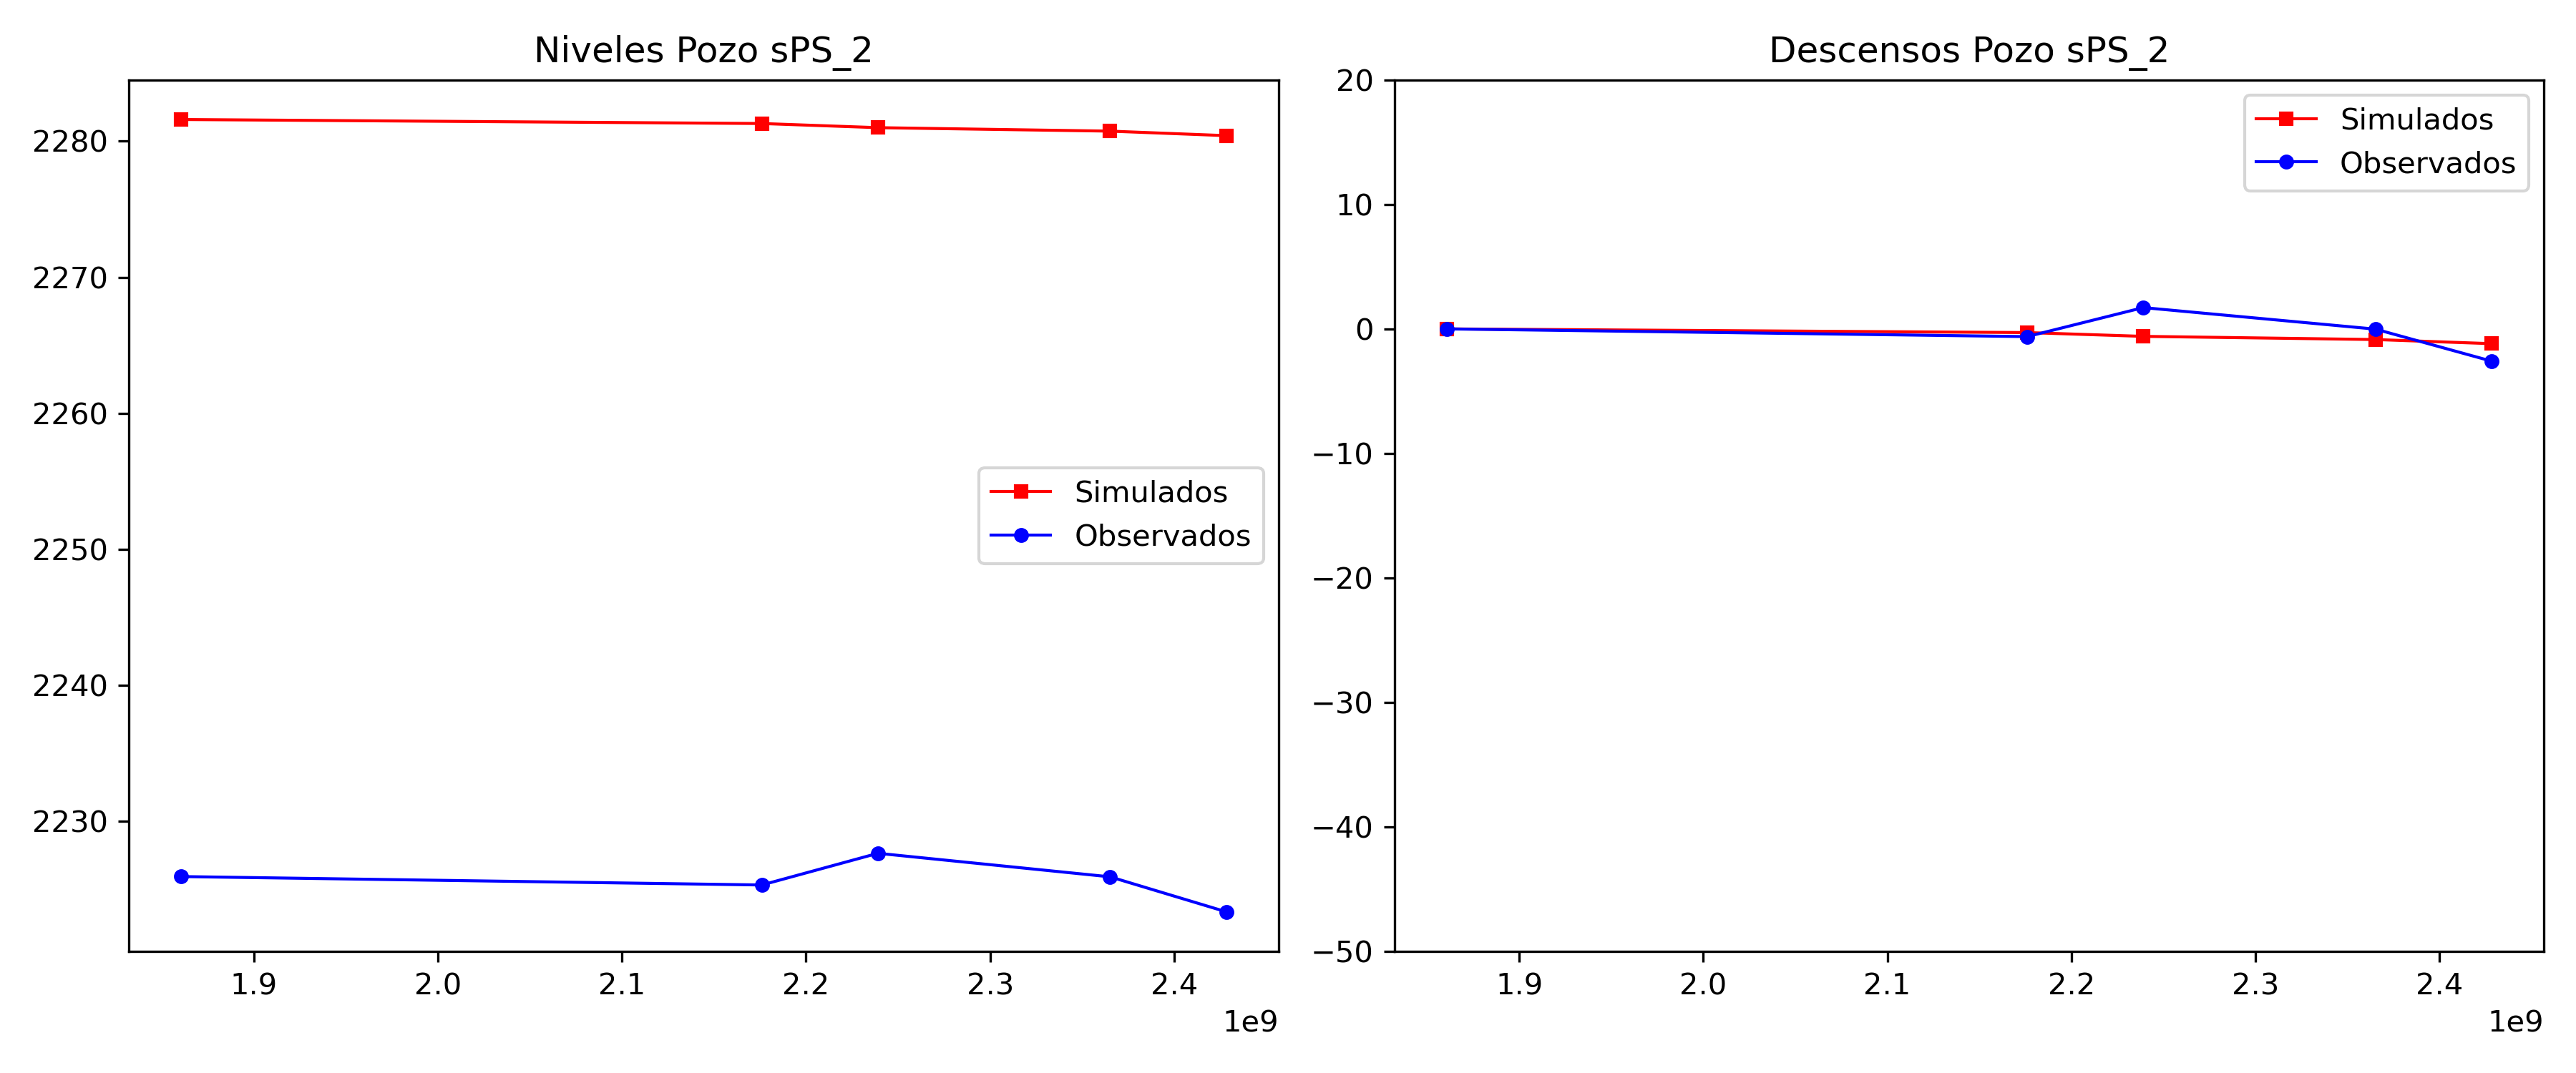 Niveles Pozo sPS_2
2280
2270
2260
2250
2240
2230
Simulados
Observados
1.9 2.0 2.1 2.2 2.3 2.4
1e9
Descensos Pozo sPS_2
20
10
0
−10
−20
−30
−40
−50
Simulados
Observados
1.9 2.0 2.1 2.2 2.3 2.4
1e9